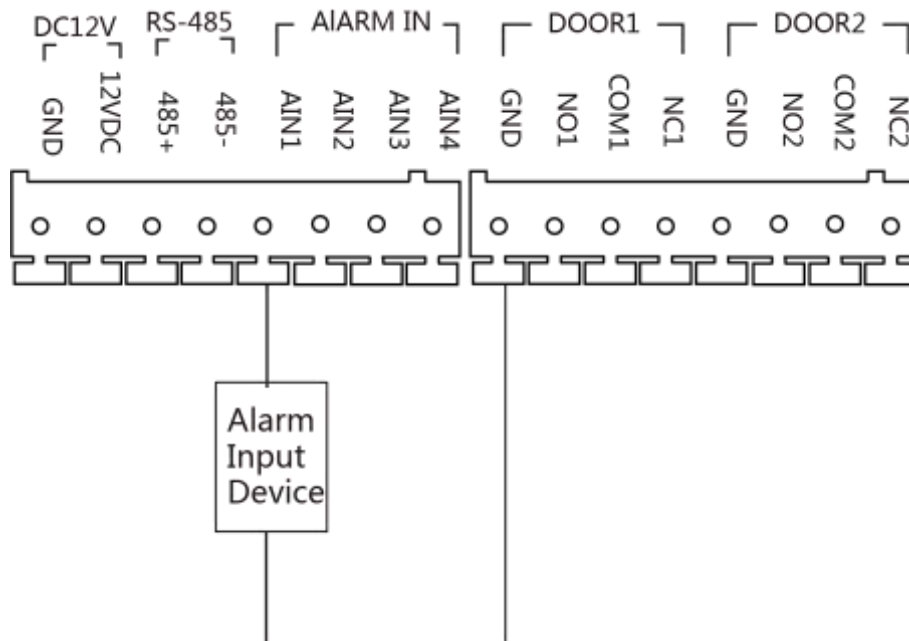 DC12V RS-485 AlARM IN DOOR1 DOOR2
GND 12VDC 485+ 485- AIN1 AIN2 AIN3 AIN4 GND NO1 COM1 NC1 GND NO2 COM2 NC2
Alarm
Input
Device